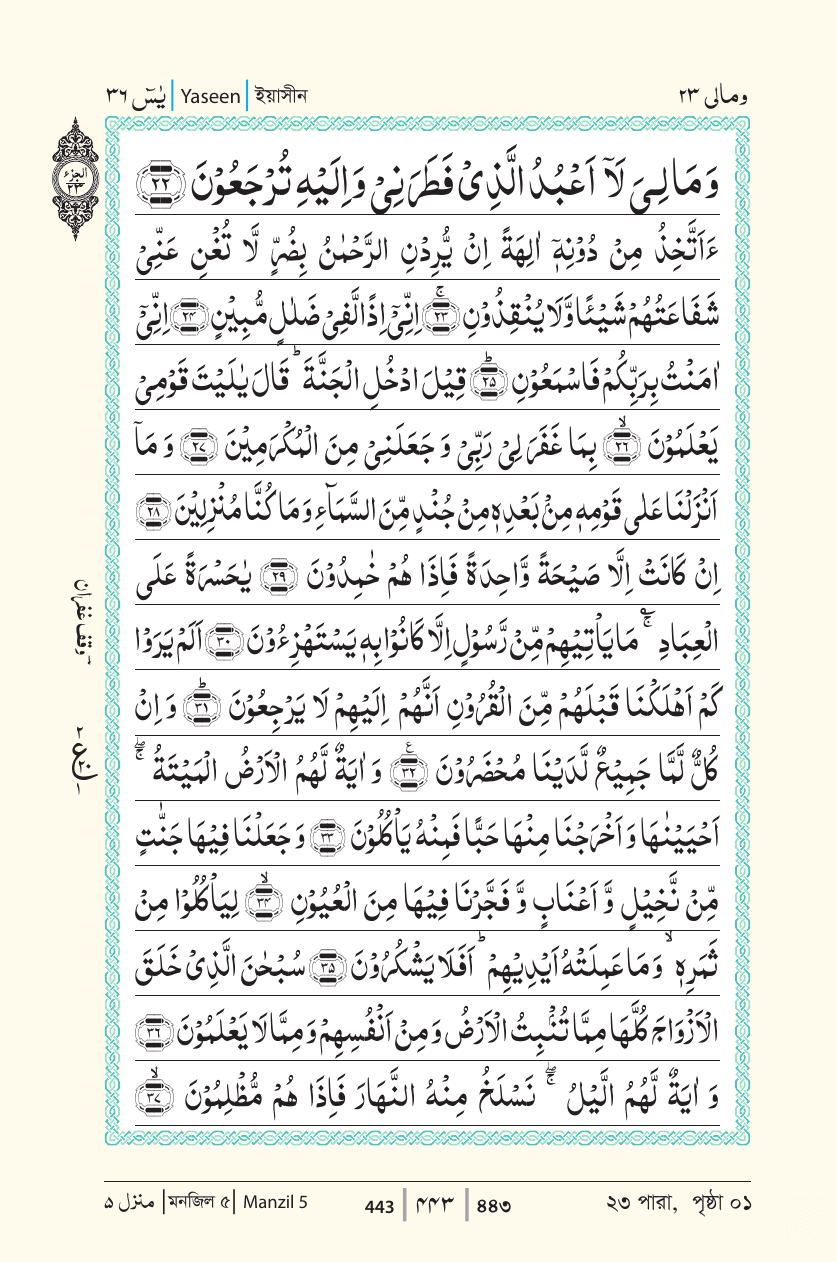 يٰسٓ ٣٦ | Yaseen | ইয়াসীন
ومالی ٢٣
الجزء
٢٣
وَمَا لِيَ لَاۤ اَعْبُدُ الَّذِىْ فَطَرَنِىْ وَاِلَيْهِ تُرْجَعُوْنَ ﴿٢٢﴾
ءَاَتَّخِذُ مِنْ دُوْنِهٖۤ اٰلِهَةً اِنْ يُّرِدْنِ الرَّحْمٰنُ بِضُرٍّ لَّا تُغْنِ عَنِّىْ
شَفَاعَتُهُمْ شَيْـًٔا وَّلَا يُنْقِذُوْنِ ﴿٢٣﴾ۚ اِنِّىْۤ اِذًا لَّفِىْ ضَلٰلٍ مُّبِيْنٍ ﴿٢٤﴾ اِنِّىْۤ
اٰمَنْتُ بِرَبِّكُمْ فَاسْمَعُوْنِ ﴿٢٥﴾ؕ قِيْلَ ادْخُلِ الْجَنَّةَ ؕ قَالَ يٰلَيْتَ قَوْمِىْ
يَعْلَمُوْنَ ﴿٢٦﴾ۙ بِمَا غَفَرَ لِىْ رَبِّىْ وَ جَعَلَنِىْ مِنَ الْمُكْرَمِيْنَ ﴿٢٧﴾ وَ مَاۤ
اَنْزَلْنَا عَلٰى قَوْمِهٖ مِنْۢ بَعْدِهٖ مِنْ جُنْدٍ مِّنَ السَّمَآءِ وَمَا كُنَّا مُنْزِلِيْنَ ﴿٢٨﴾
اِنْ كَانَتْ اِلَّا صَيْحَةً وَّاحِدَةً فَاِذَا هُمْ خٰمِدُوْنَ ﴿٢٩﴾ يٰحَسْرَةً عَلَى
الْعِبَادِ ۚؔ مَا يَاْتِيْهِمْ مِّنْ رَّسُوْلٍ اِلَّا كَانُوْا بِهٖ يَسْتَهْزِءُوْنَ ﴿٣٠﴾ اَلَمْ يَرَوْا
كَمْ اَهْلَكْنَا قَبْلَهُمْ مِّنَ الْقُرُوْنِ اَنَّهُمْ اِلَيْهِمْ لَا يَرْجِعُوْنَ ﴿٣١﴾ؕ وَ اِنْ
كُلٌّ لَّمَّا جَمِيْعٌ لَّدَيْنَا مُحْضَرُوْنَ ﴿٣٢﴾ وَ اٰيَةٌ لَّهُمُ الْاَرْضُ الْمَيْتَةُ ۖۚ
اَحْيَيْنٰهَا وَ اَخْرَجْنَا مِنْهَا حَبًّا فَمِنْهُ يَاْكُلُوْنَ ﴿٣٣﴾ وَ جَعَلْنَا فِيْهَا جَنّٰتٍ
مِّنْ نَّخِيْلٍ وَّ اَعْنَابٍ وَّ فَجَّرْنَا فِيْهَا مِنَ الْعُيُوْنِ ﴿٣٤﴾ۙ لِيَاْكُلُوْا مِنْ
ثَمَرِهٖ ۙ وَ مَا عَمِلَتْهُ اَيْدِيْهِمْ ؕ اَفَلَا يَشْكُرُوْنَ ﴿٣٥﴾ سُبْحٰنَ الَّذِىْ خَلَقَ
الْاَزْوَاجَ كُلَّهَا مِمَّا تُنْۢبِتُ الْاَرْضُ وَ مِنْ اَنْفُسِهِمْ وَ مِمَّا لَا يَعْلَمُوْنَ ﴿٣٦﴾
وَ اٰيَةٌ لَّهُمُ الَّيْلُ ۖۚ نَسْلَخُ مِنْهُ النَّهَارَ فَاِذَا هُمْ مُّظْلِمُوْنَ ﴿٣٧﴾ۙ
وقف غفران
منزل ٥ | মনজিল ৫ | Manzil 5
443 | ٤٤٣ | ৪৪৩
২৩ পারা, পৃষ্ঠা ০১